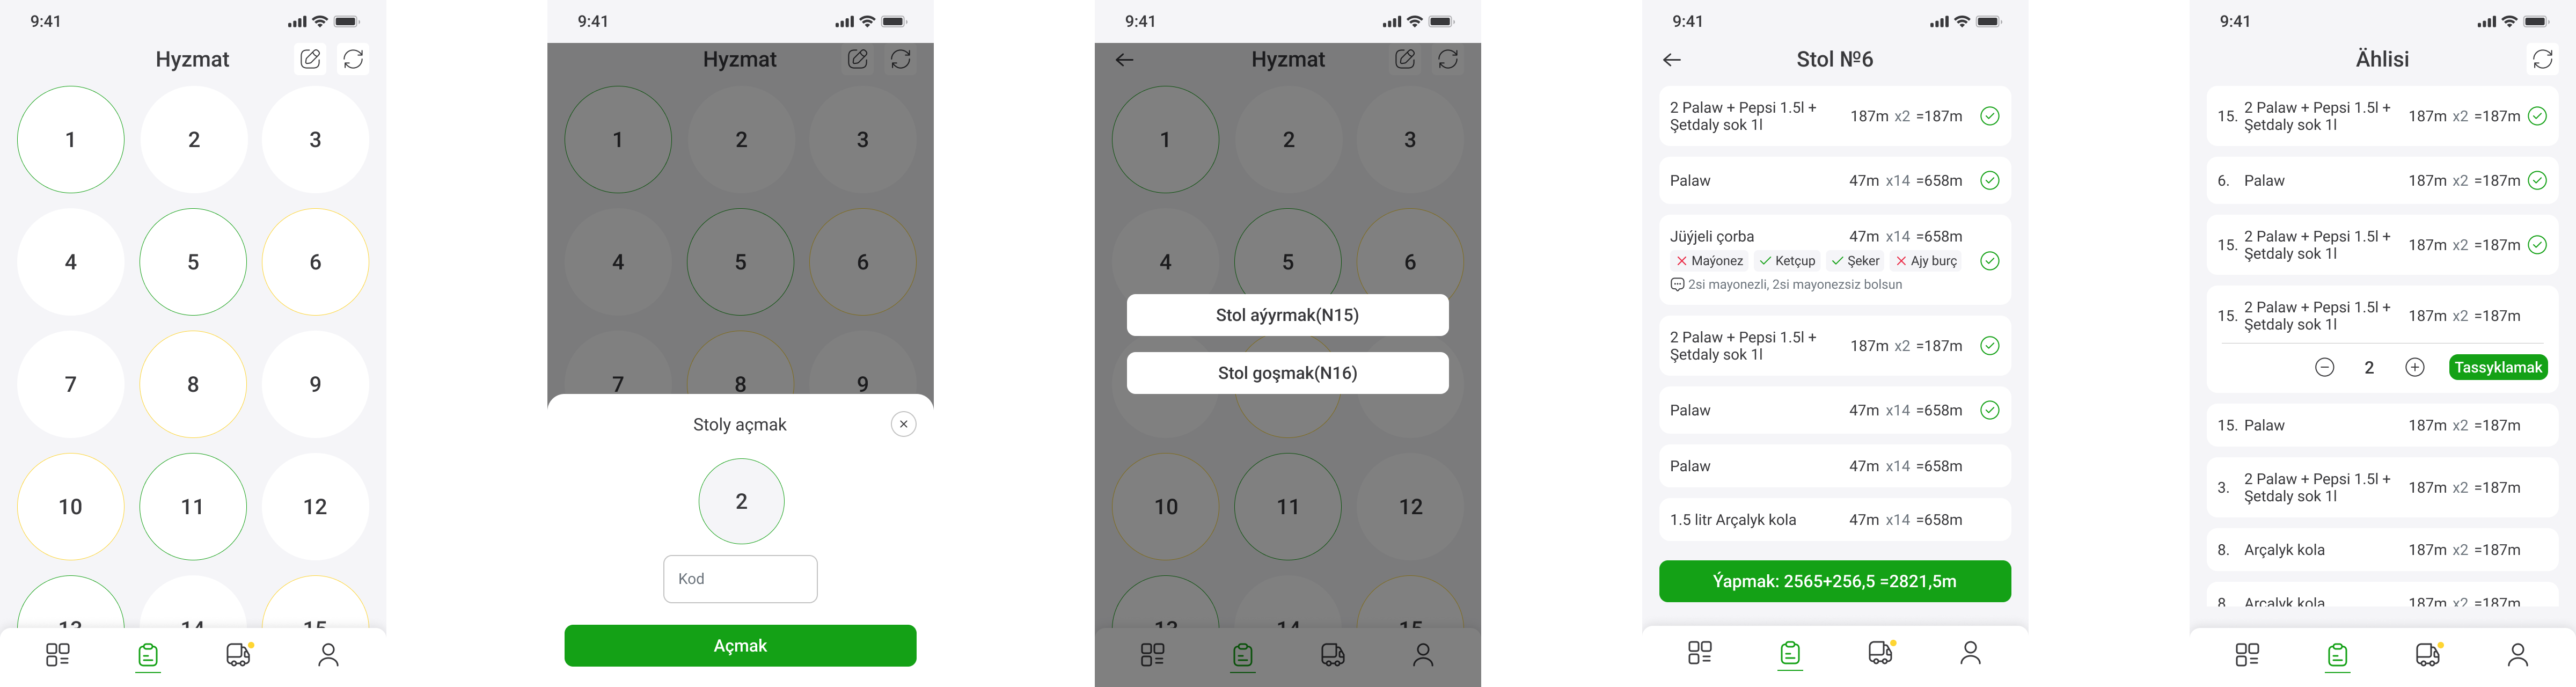 9:41
Hyzmat
1 2 3
4 5 6
7 8 9
10 11 12
13 14 15
9:41
Hyzmat
1 2 3
4 5 6
7 8 9
Stoly açmak
2
Kod
Açmak
9:41
Hyzmat
1 2 3
4 5 6
Stol aýyrmak(N15)
Stol goşmak(N16)
10 11 12
13 14 15
9:41
Stol №6
2 Palaw + Pepsi 1.5l +
Şetdaly sok 1l
187m x2 =187m
Palaw 47m x14 =658m
Jüýjeli çorba 47m x14 =658m
Maýonez Ketçup Şeker Ajy burç
2si mayonezli, 2si mayonezsiz bolsun
2 Palaw + Pepsi 1.5l +
Şetdaly sok 1l
187m x2 =187m
Palaw 47m x14 =658m
Palaw 47m x14 =658m
1.5 litr Arçalyk kola 47m x14 =658m
Ýapmak: 2565+256,5 =2821,5m
9:41
Ählisi
15. 2 Palaw + Pepsi 1.5l +
Şetdaly sok 1l
187m x2 =187m
6. Palaw 187m x2 =187m
15. 2 Palaw + Pepsi 1.5l +
Şetdaly sok 1l
187m x2 =187m
15. 2 Palaw + Pepsi 1.5l +
Şetdaly sok 1l
187m x2 =187m
2 Tassyklamak
15. Palaw 187m x2 =187m
3. 2 Palaw + Pepsi 1.5l +
Şetdaly sok 1l
187m x2 =187m
8. Arçalyk kola 187m x2 =187m
8. Arçalyk kola 187m x2 =187m